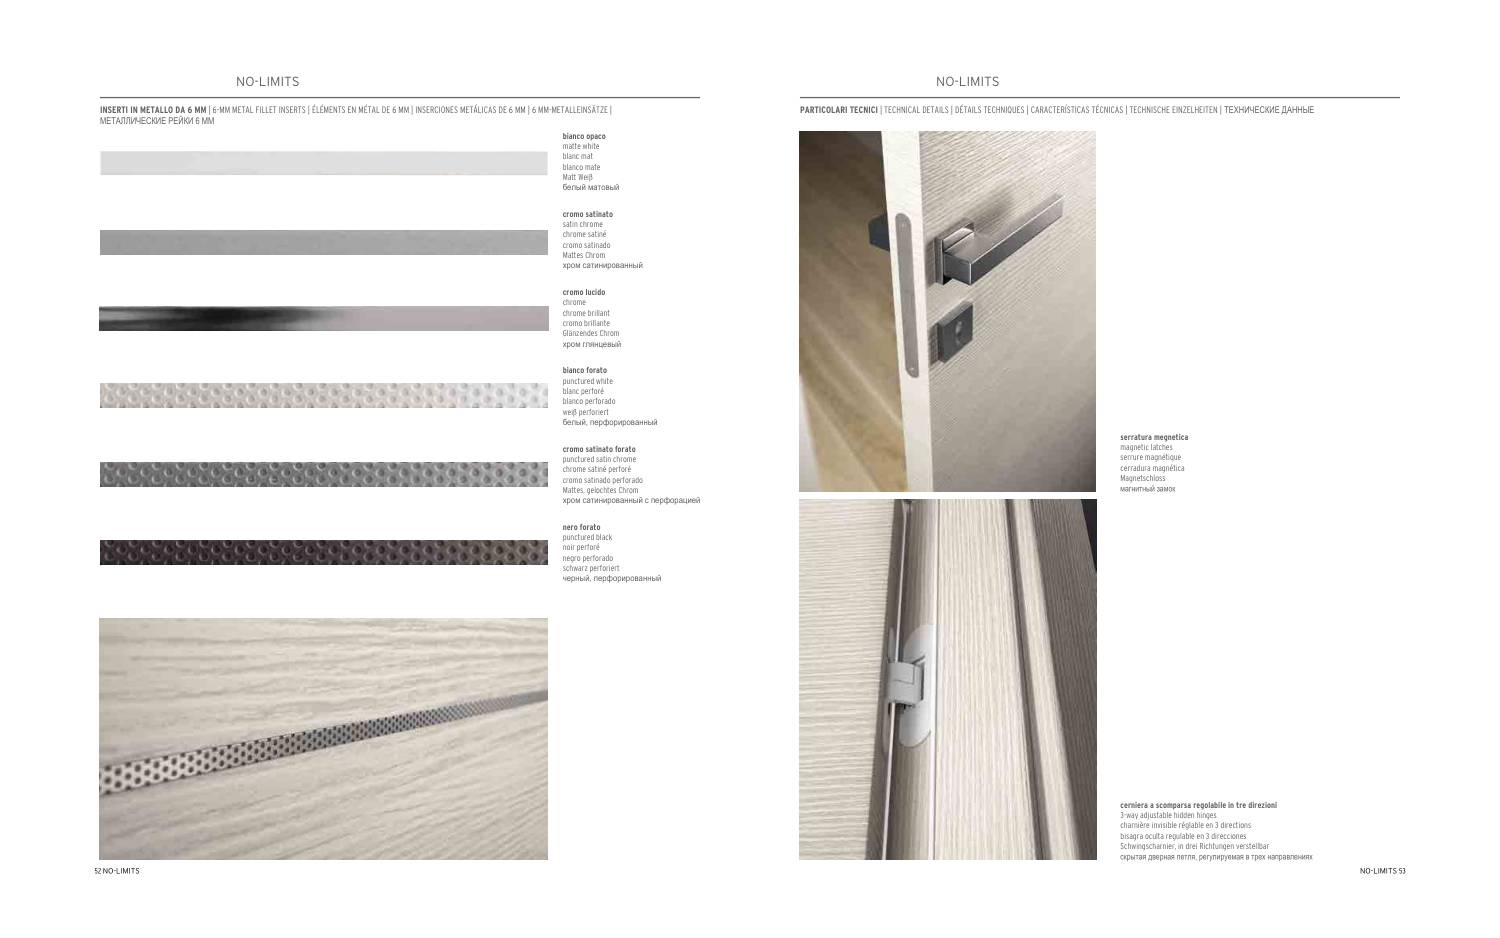 NO-LIMITS
INSERTI IN METALLO DA 6 MM | 6-MM METAL FILLET INSERTS | ÉLÉMENTS EN MÉTAL DE 6 MM | INSERCIONES METÁLICAS DE 6 MM | 6 MM-METALLEINSÄTZE |
МЕТАЛЛИЧЕСКИЕ РЕЙКИ 6 ММ
bianco opaco
matte white
blanc mat
blanco mate
Matt Weiβ
белый матовый
cromo satinato
satin chrome
chrome satiné
cromo satinado
Mattes Chrom
хром сатинированный
cromo lucido
chrome
chrome brillant
cromo brillante
Glänzendes Chrom
хром глянцевый
bianco forato
punctured white
blanc perforé
blanco perforado
weiβ perforiert
белый, перфорированный
cromo satinato forato
punctured satin chrome
chrome satiné perforé
cromo satinado perforado
Mattes, gelochtes Chrom
хром сатинированный с перфорацией
nero forato
punctured black
noir perforé
negro perforado
schwarz perforiert
черный, перфорированный
52 NO-LIMITS
NO-LIMITS
PARTICOLARI TECNICI | TECHNICAL DETAILS | DÉTAILS TECHNIQUES | CARACTERÍSTICAS TÉCNICAS | TECHNISCHE EINZELHEITEN | ТЕХНИЧЕСКИЕ ДАННЫЕ
serratura megnetica
magnetic latches
serrure magnétique
cerradura magnética
Magnetschloss
магнитный замок
cerniera a scomparsa regolabile in tre direzioni
3-way adjustable hidden hinges
charnière invisible réglable en 3 directions
bisagra oculta regulable en 3 direcciones
Schwingscharnier, in drei Richtungen verstellbar
скрытая дверная петля, регулируемая в трех направлениях
NO-LIMITS 53